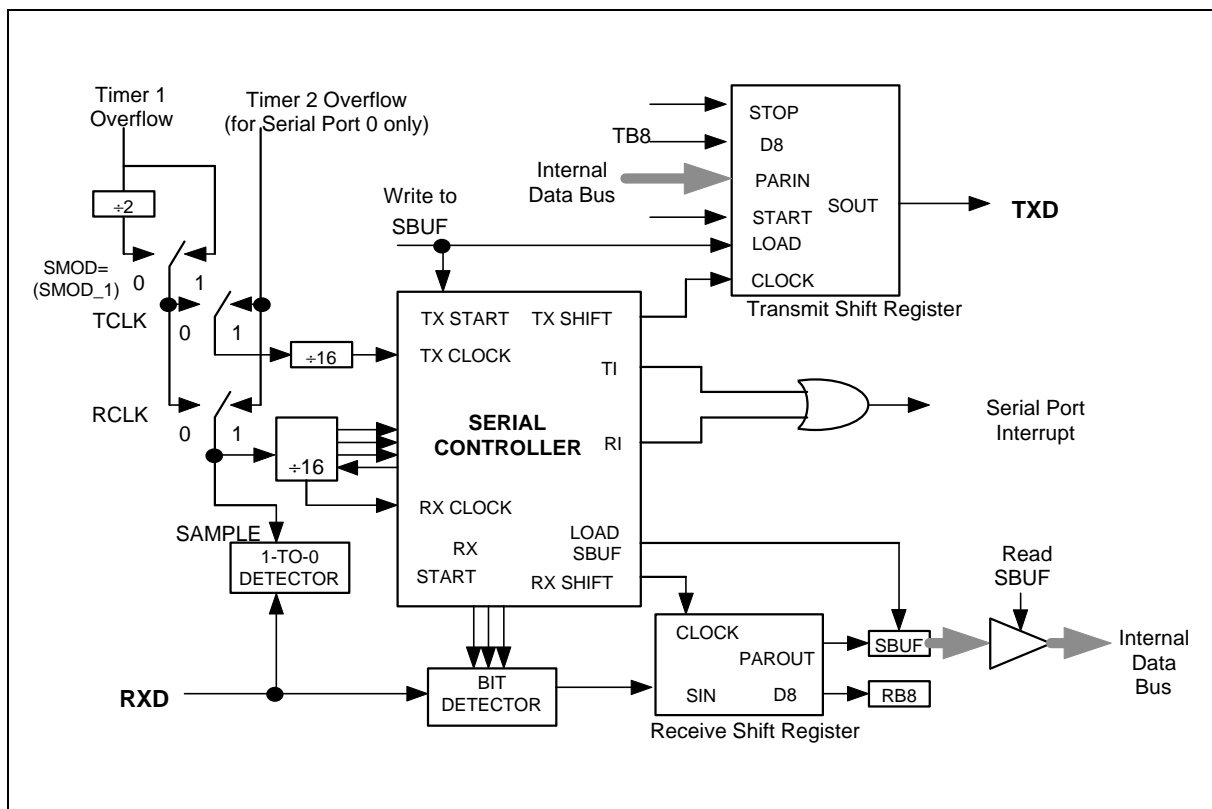 Timer 1
Overflow
Timer 2 Overflow
(for Serial Port 0 only)
÷2
SMOD=
(SMOD_1)
0
1
TCLK
0
1
÷16
RCLK
0
1
÷16
SAMPLE
1-TO-0
DETECTOR
RXD
BIT
DETECTOR
Write to
SBUF
TX START
TX SHIFT
TX CLOCK
TI
SERIAL
CONTROLLER
RI
RX CLOCK
LOAD
SBUF
RX
START
RX SHIFT
TB8
Internal
Data Bus
STOP
D8
PARIN
SOUT
START
LOAD
CLOCK
Transmit Shift Register
TXD
Serial Port
Interrupt
CLOCK
PAROUT
SIN
D8
Receive Shift Register
SBUF
RB8
Read
SBUF
Internal
Data
Bus